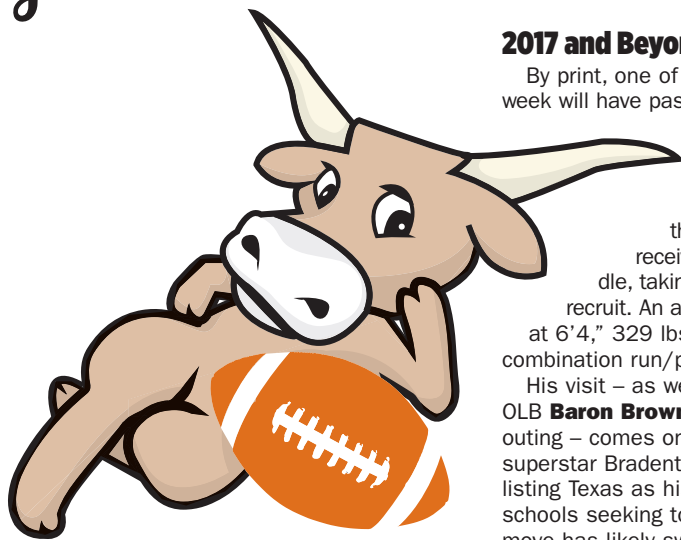 2017 and Beyo
By print, one of
week will have pas
th
recei
dle, takin
recruit. An a
at 6’4,” 329 lbs
combination run/p
His visit – as we
OLB Baron Brown
outing – comes on
superstar Bradent
listing Texas as hi
schools seeking to